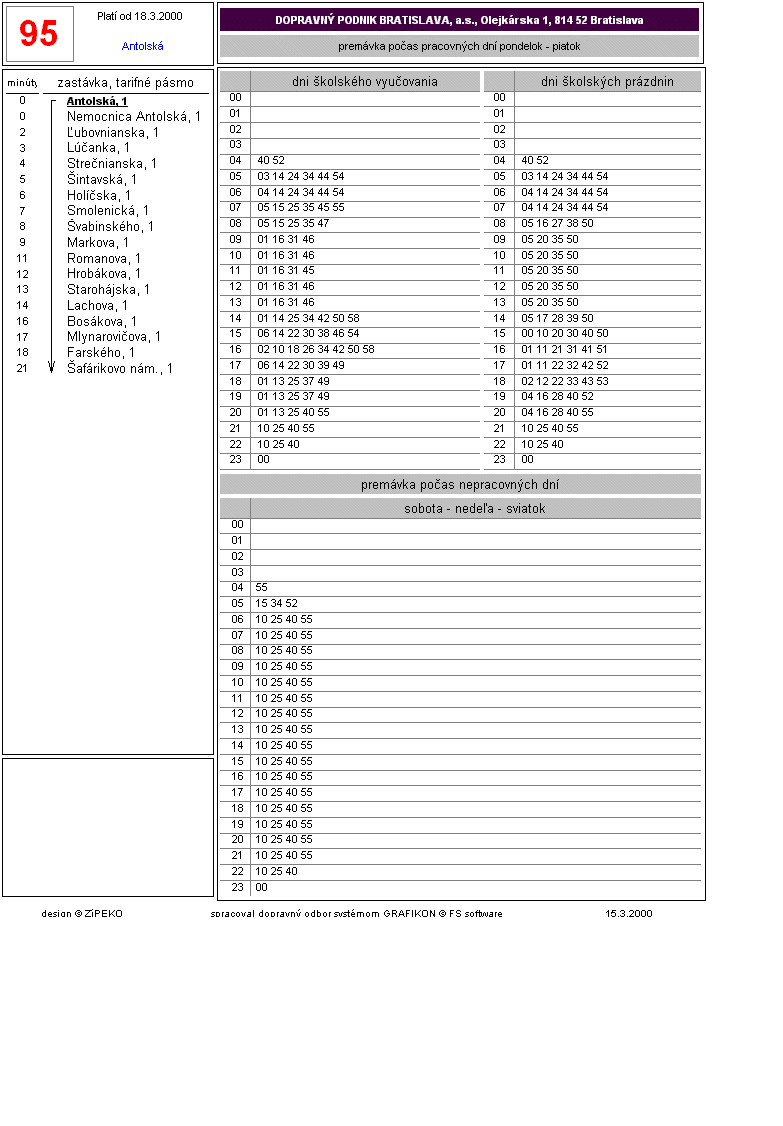 95
Platí od 18.3.2000
Antolská
DOPRAVNÝ PODNIK BRATISLAVA, a.s., Olejkárska 1, 814 52 Bratislava
premávka počas pracovných dní pondelok - piatok
minúty zastávka, tarifné pásmo
0 Antolská, 1
0 Nemocnica Antolská, 1
2 Ľubovnianska, 1
3 Lúčanka, 1
4 Strečnianska, 1
5 Šintavská, 1
6 Holíčska, 1
7 Smolenická, 1
8 Švabinského, 1
9 Markova, 1
11 Romanova, 1
12 Hrobákova, 1
13 Starohájska, 1
14 Lachova, 1
16 Bosákova, 1
17 Mlynarovičova, 1
18 Farského, 1
21 Šafárikovo nám., 1
dni školského vyučovania
00
01
02
03
04 40 52
05 03 14 24 34 44 54
06 04 14 24 34 44 54
07 05 15 25 35 45 55
08 05 15 25 35 47
09 01 16 31 46
10 01 16 31 46
11 01 16 31 45
12 01 16 31 46
13 01 16 31 46
14 01 14 25 34 42 50 58
15 06 14 22 30 38 46 54
16 02 10 18 26 34 42 50 58
17 06 14 22 30 39 49
18 01 13 25 37 49
19 01 13 25 37 49
20 01 13 25 40 55
21 10 25 40 55
22 10 25 40
23 00
dni školských prázdnin
00
01
02
03
04 40 52
05 03 14 24 34 44 54
06 04 14 24 34 44 54
07 04 14 24 34 44 54
08 05 16 27 38 50
09 05 20 35 50
10 05 20 35 50
11 05 20 35 50
12 05 20 35 50
13 05 20 35 50
14 05 17 28 39 50
15 00 10 20 30 40 50
16 01 11 21 31 41 51
17 01 11 22 32 42 52
18 02 12 22 33 43 53
19 04 16 28 40 52
20 04 16 28 40 55
21 10 25 40 55
22 10 25 40
23 00
premávka počas nepracovných dní
sobota - nedeľa - sviatok
00
01
02
03
04 55
05 15 34 52
06 10 25 40 55
07 10 25 40 55
08 10 25 40 55
09 10 25 40 55
10 10 25 40 55
11 10 25 40 55
12 10 25 40 55
13 10 25 40 55
14 10 25 40 55
15 10 25 40 55
16 10 25 40 55
17 10 25 40 55
18 10 25 40 55
19 10 25 40 55
20 10 25 40 55
21 10 25 40 55
22 10 25 40
23 00
design © ZÍPEKO
spracoval dopravný odbor systémom GRAFIKON © FS software
15.3.2000